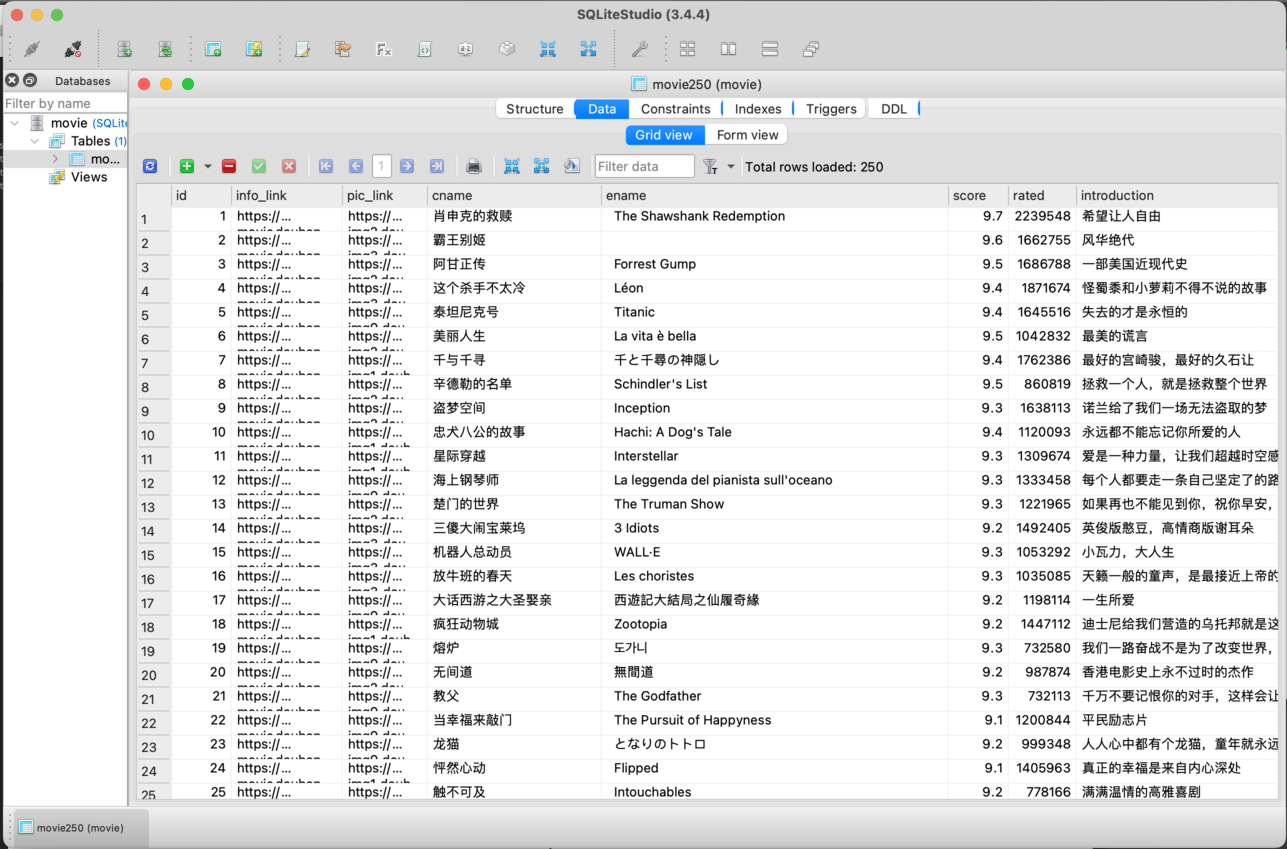 SQLiteStudio (3.4.4)
Databases
movie250 (movie)
Filter by name
Structure Data Constraints Indexes Triggers DDL
movie (SQLite
Tables (1)
mo...
Views
Grid view Form view
1 Filter data Total rows loaded: 250
id info_link pic_link cname ename score rated introduction
1 1 https://... https://... 肖申克的救赎 The Shawshank Redemption 9.7 2239548 希望让人自由
2 2 https://... https://... 霸王别姬 9.6 1662755 风华绝代
3 3 https://... https://... 阿甘正传 Forrest Gump 9.5 1686788 一部美国近现代史
4 4 https://... https://... 这个杀手不太冷 Léon 9.4 1871674 怪蜀黍和小萝莉不得不说的故事
5 5 https://... https://... 泰坦尼克号 Titanic 9.4 1645516 失去的才是永恒的
6 6 https://... https://... 美丽人生 La vita è bella 9.5 1042832 最美的谎言
7 7 https://... https://... 千与千寻 千と千尋の神隠し 9.4 1762386 最好的宫崎骏，最好的久石让
8 8 https://... https://... 辛德勒的名单 Schindler's List 9.5 860819 拯救一个人，就是拯救整个世界
9 9 https://... https://... 盗梦空间 Inception 9.3 1638113 诺兰给了我们一场无法盗取的梦
10 10 https://... https://... 忠犬八公的故事 Hachi: A Dog's Tale 9.4 1120093 永远都不能忘记你所爱的人
11 11 https://... https://... 星际穿越 Interstellar 9.3 1309674 爱是一种力量，让我们超越时空感
12 12 https://... https://... 海上钢琴师 La leggenda del pianista sull'oceano 9.3 1333458 每个人都要走一条自己坚定了的路
13 13 https://... https://... 楚门的世界 The Truman Show 9.3 1221965 如果再也不能见到你，祝你早安，
14 14 https://... https://... 三傻大闹宝莱坞 3 Idiots 9.2 1492405 英俊版憨豆，高情商版谢耳朵
15 15 https://... https://... 机器人总动员 WALL·E 9.3 1053292 小瓦力，大人生
16 16 https://... https://... 放牛班的春天 Les choristes 9.3 1035085 天籁一般的童声，是最接近上帝的
17 17 https://... https://... 大话西游之大圣娶亲 西遊記大結局之仙履奇緣 9.2 1198114 一生所爱
18 18 https://... https://... 疯狂动物城 Zootopia 9.2 1447112 迪士尼给我们营造的乌托邦就是这
19 19 https://... https://... 熔炉 도가니 9.3 732580 我们一路奋战不是为了改变世界，
20 20 https://... https://... 无间道 無間道 9.2 987874 香港电影史上永不过时的杰作
21 21 https://... https://... 教父 The Godfather 9.3 732113 千万不要记恨你的对手，这样会让
22 22 https://... https://... 当幸福来敲门 The Pursuit of Happyness 9.1 1200844 平民励志片
23 23 https://... https://... 龙猫 となりのトトロ 9.2 999348 人人心中都有个龙猫，童年就永远
24 24 https://... https://... 怦然心动 Flipped 9.1 1405963 真正的幸福是来自内心深处
25 25 https://... https://... 触不可及 Intouchables 9.2 778166 满满温情的高雅喜剧
movie250 (movie)